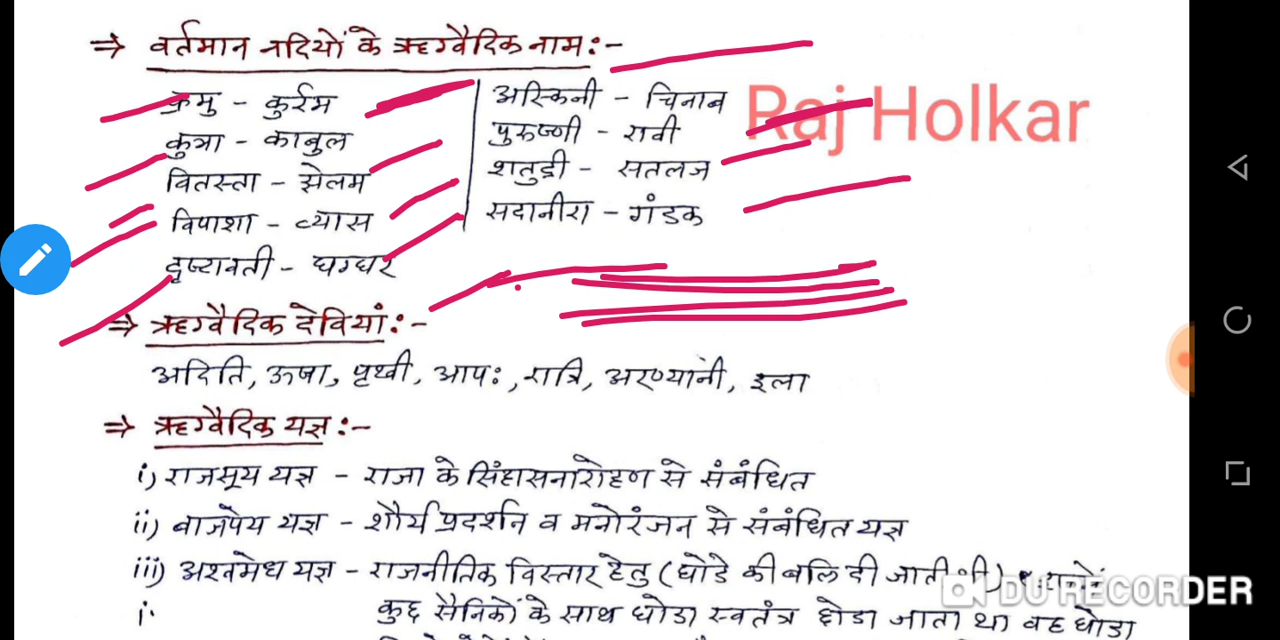 ⇒ वर्तमान नदियों के ऋग्वैदिक नाम :-
क्रमु - कुर्रम
कुत्रा - काबुल
वितस्ता - झेलम
विपाशा - व्यास
दृष्टावती - घग्घर
अस्किनी - चिनाब
पुरुष्णी - रावी
शतुद्री - सतलज
सदानीरा - गंडक
Raj Holkar
⇒ ऋग्वैदिक देवियां :-
अदिति, ऊषा, पृथ्वी, आपः, रात्रि, अरण्यांनी, इला
⇒ ऋग्वैदिक यज्ञ :-
i) राजसूय यज्ञ - राजा के सिंहासनारोहण से संबंधित
ii) बाजपेय यज्ञ - शौर्य प्रदर्शन व मनोरंजन से संबंधित यज्ञ
iii) अश्वमेध यज्ञ - राजनीतिक विस्तार हेतु (घोडे की बलि दी जाती थी)
DU RECORDER
कुछ सैनिकों के साथ घोडा स्वतंत्र छोडा जाता था वह घोडा